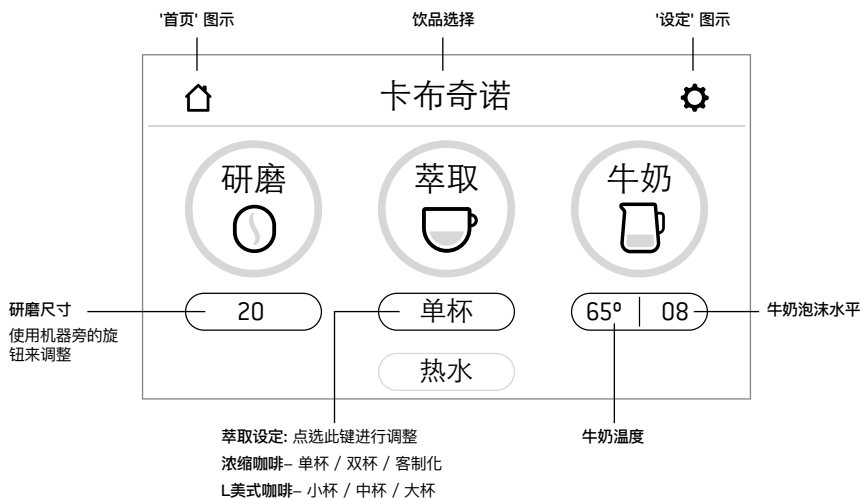 '首页' 图示
饮品选择
'设定' 图示
卡布奇诺
研磨
萃取
牛奶
研磨尺寸
使用机器旁的旋
钮来调整
20
单杯
65º
08
牛奶泡沫水平
热水
萃取设定: 点选此键进行调整
浓缩咖啡– 单杯 / 双杯 / 客制化
L美式咖啡– 小杯 / 中杯 / 大杯
牛奶温度